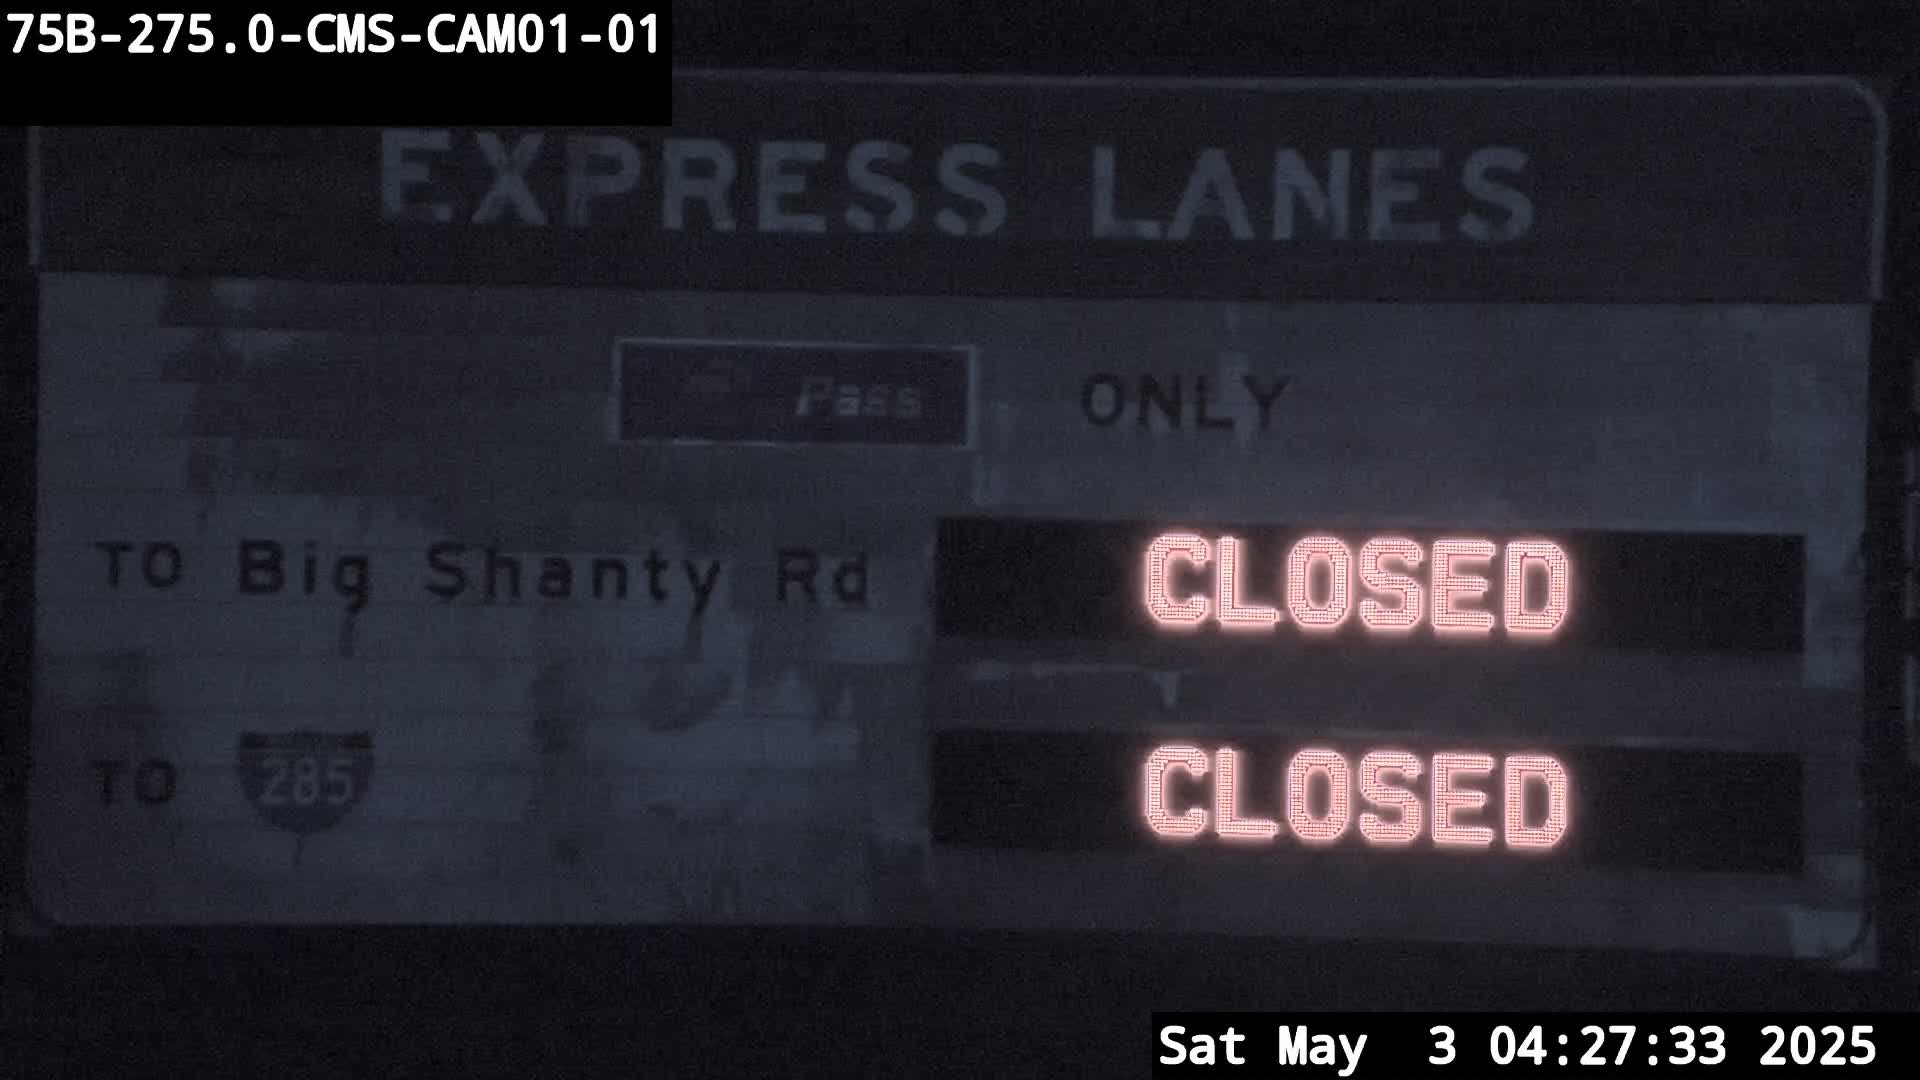 75B-275.0-CMS-CAM01-01
EXPRESS LANES
Pass ONLY
TO Big Shanty Rd CLOSED
TO 285 CLOSED
Sat May 3 04:27:33 2025